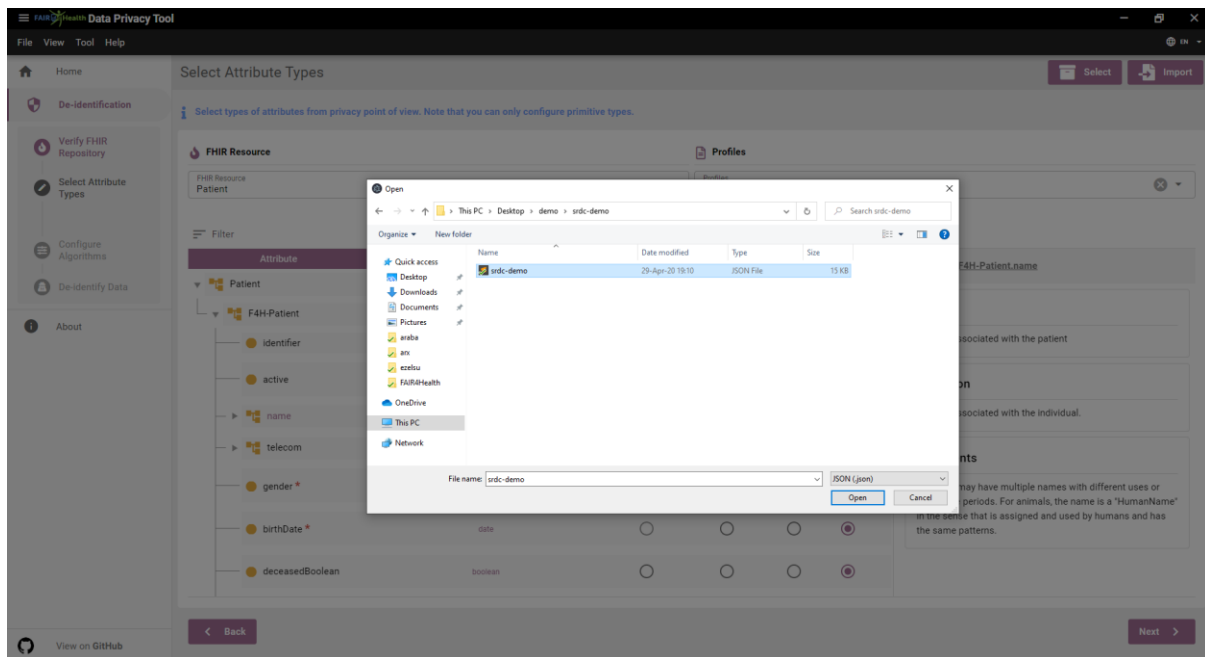 FAIR4Health Data Privacy Tool
File View Tool Help
EN
Home
De-identification
Verify FHIR
Repository
Select Attribute
Types
Configure
Algorithms
De-identify Data
About
View on GitHub
Select Attribute Types
Select
Import
Select types of attributes from privacy point of view. Note that you can only configure primitive types.
FHIR Resource
Profiles
FHIR Resource
Patient
Profiles
Filter
Attribute
Patient
F4H-Patient
identifier
active
name
telecom
gender *
birthDate *
date
deceasedBoolean
boolean
Open
This PC > Desktop > demo > srdc-demo
Search srdc-demo
Organize
New folder
Name
Date modified
Type
Size
Quick access
Desktop
Downloads
Documents
Pictures
araba
arx
ezelsu
FAIR4Health
OneDrive
This PC
Network
srdc-demo
29-Apr-20 19:10
JSON File
15 KB
File name:
srdc-demo
JSON (.json)
Open
Cancel
F4H-Patient.name
associated with the patient
on
associated with the individual.
nts
may have multiple names with different uses or
periods. For animals, the name is a "HumanName"
in the sense that is assigned and used by humans and has
the same patterns.
Back
Next